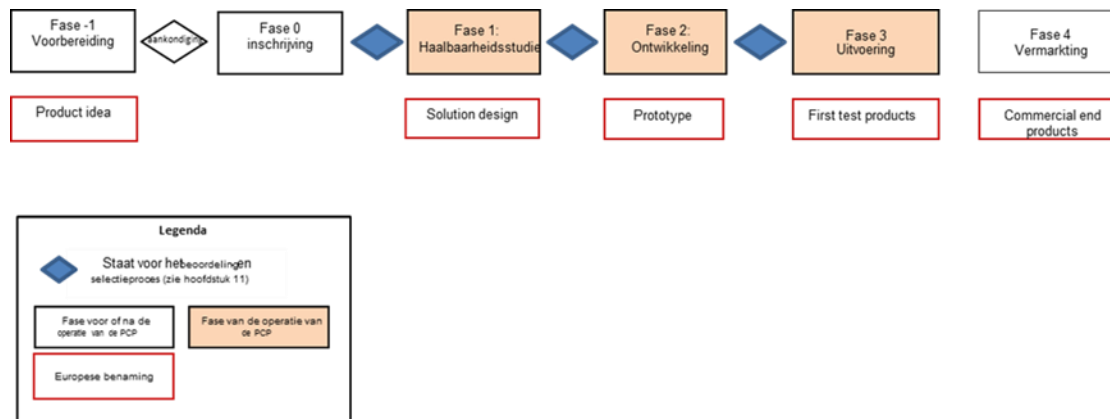 Fase -1
Voorbereiding
aankondiging
Fase 0
inschrijving
Fase 1:
Haalbaarheidsstudie
Fase 2:
Ontwikkeling
Fase 3
Uitvoering
Fase 4
Vermarkting
Product idea
Solution design
Prototype
First test products
Commercial end
products
Legenda
Staat voor het beoordeling en
selectieproces (zie hoofdstuk 11)
Fase voor of na de
operatie van de PCP
Fase van de operatie van
de PCP
Europese benaming